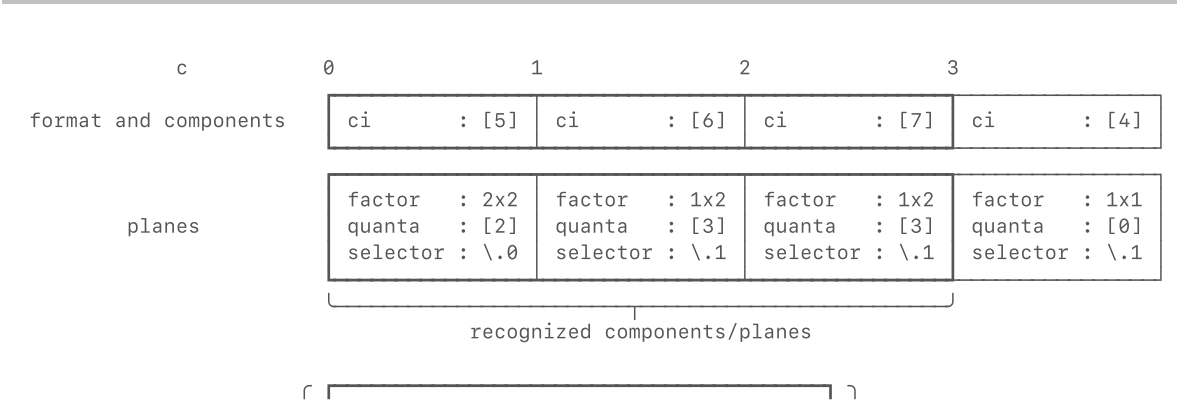 c 0 1 2 3
format and components ci : [5] ci : [6] ci : [7] ci : [4]
factor : 2x2 factor : 1x2 factor : 1x2 factor : 1x1
planes quanta : [2] quanta : [3] quanta : [3] quanta : [0]
selector : \.0 selector : \.1 selector : \.1 selector : \.1
recognized components/planes